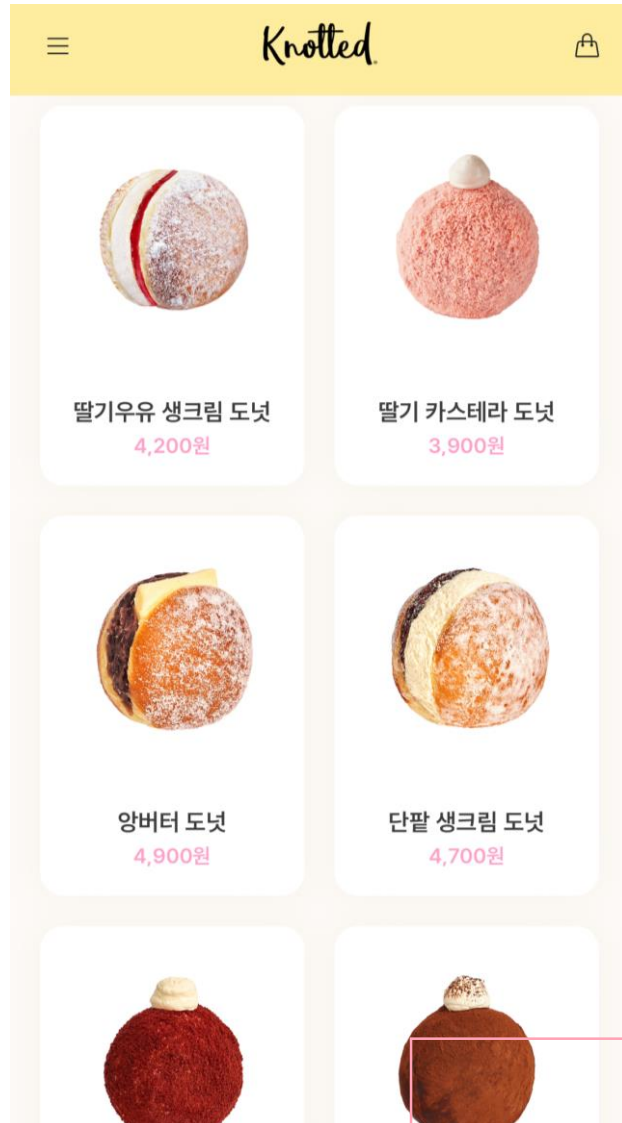 Knotted
딸기우유 생크림 도넛
4,200원
딸기 카스테라 도넛
3,900원
앙버터 도넛
4,900원
단팥 생크림 도넛
4,700원